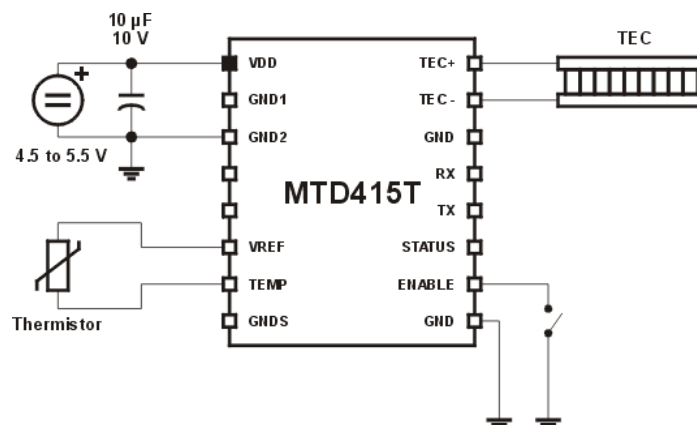 10 µF
10 V
TEC
VDD
TEC+
GND1
TEC -
GND2
GND
4.5 to 5.5 V
RX
MTD415T
TX
VREF
STATUS
TEMP
ENABLE
Thermistor
GNDS
GND